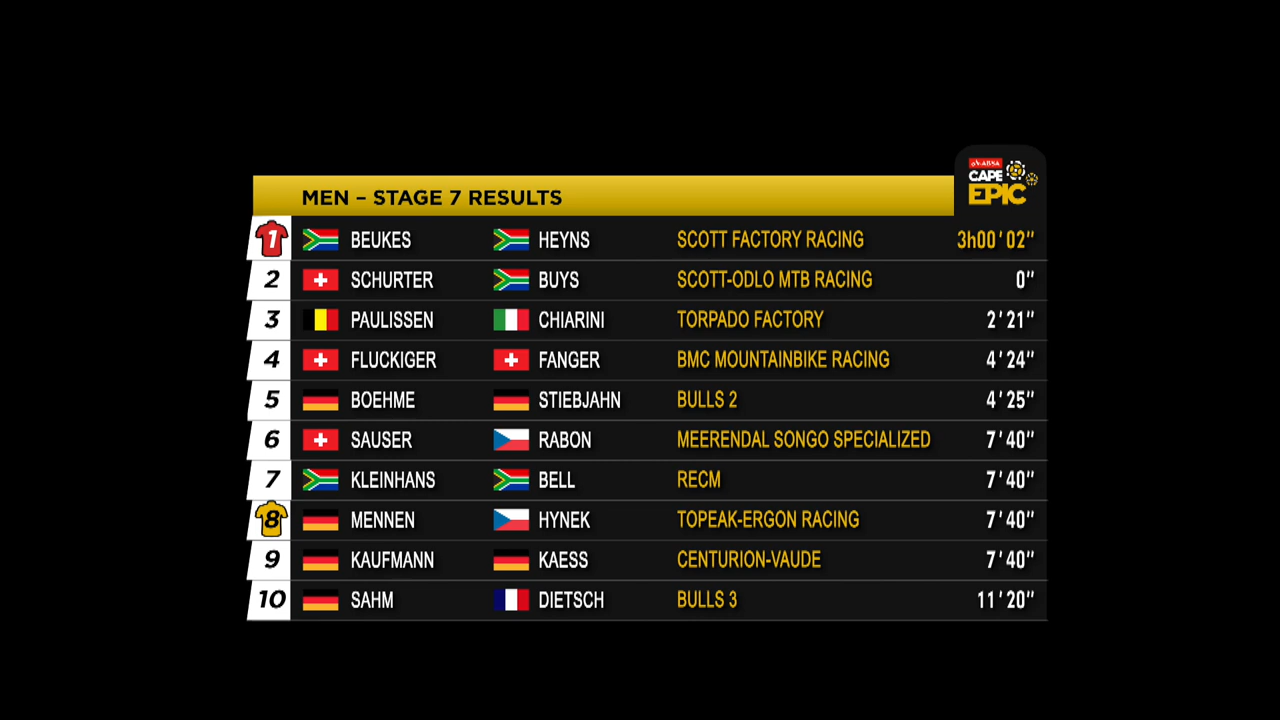 ABSA
CAPE
EPIC
MEN – STAGE 7 RESULTS
1 BEUKES HEYNS SCOTT FACTORY RACING 3h00'02"
2 SCHURTER BUYS SCOTT-ODLO MTB RACING 0"
3 PAULISSEN CHIARINI TORPADO FACTORY 2'21"
4 FLUCKIGER FANGER BMC MOUNTAINBIKE RACING 4'24"
5 BOEHME STIEBJAHN BULLS 2 4'25"
6 SAUSER RABON MEERENDAL SONGO SPECIALIZED 7'40"
7 KLEINHANS BELL RECM 7'40"
8 MENNEN HYNEK TOPEAK-ERGON RACING 7'40"
9 KAUFMANN KAESS CENTURION-VAUDE 7'40"
10 SAHM DIETSCH BULLS 3 11'20"